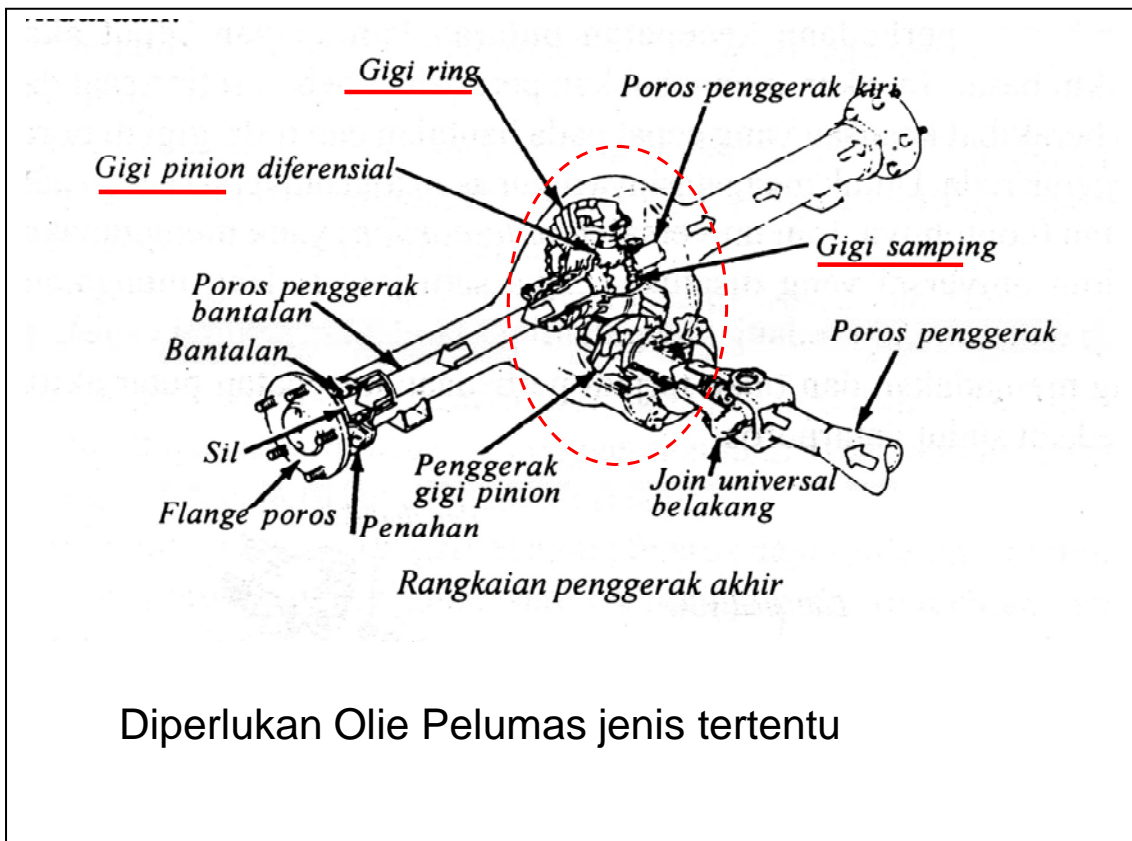 Gigi ring
Poros penggerak kiri
Gigi pinion diferensial
Gigi samping
Poros penggerak
bantalan
Poros penggerak
Bantalan
Sil
Penggerak
gigi pinion
Join universal
belakang
Flange poros
Penahan
Rangkaian penggerak akhir
Diperlukan Olie Pelumas jenis tertentu